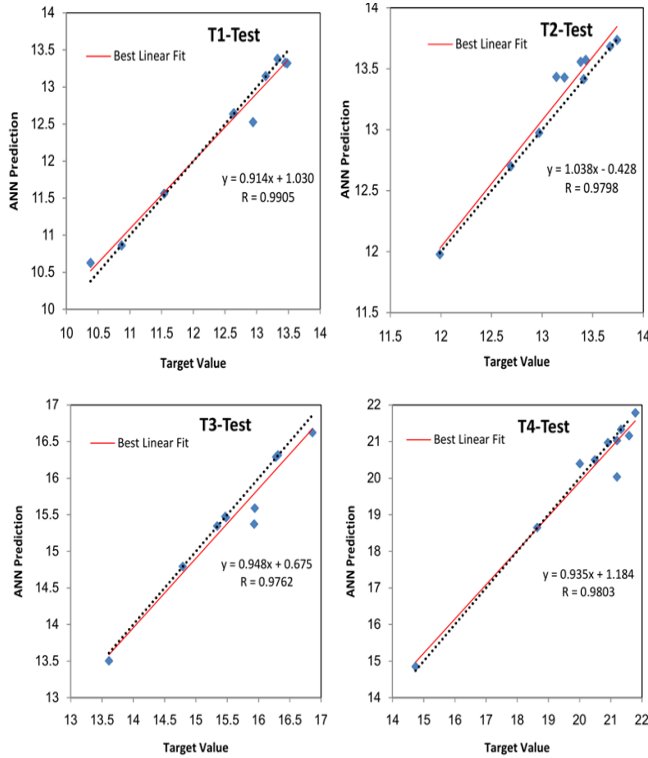 T1-Test
Best Linear Fit
14
13.5
13
12.5
12
11.5
11
10.5
10
ANN Prediction
y = 0.914x + 1.030
R = 0.9905
10 10.5 11 11.5 12 12.5 13 13.5 14
Target Value
T2-Test
Best Linear Fit
14
13.5
13
12.5
12
11.5
ANN Prediction
y = 1.038x - 0.428
R = 0.9798
11.5 12 12.5 13 13.5 14
Target Value
T3-Test
Best Linear Fit
17
16.5
16
15.5
15
14.5
14
13.5
13
ANN Prediction
y = 0.948x + 0.675
R = 0.9762
13 13.5 14 14.5 15 15.5 16 16.5 17
Target Value
T4-Test
Best Linear Fit
22
21
20
19
18
17
16
15
14
ANN Prediction
y = 0.935x + 1.184
R = 0.9803
14 15 16 17 18 19 20 21 22
Target Value